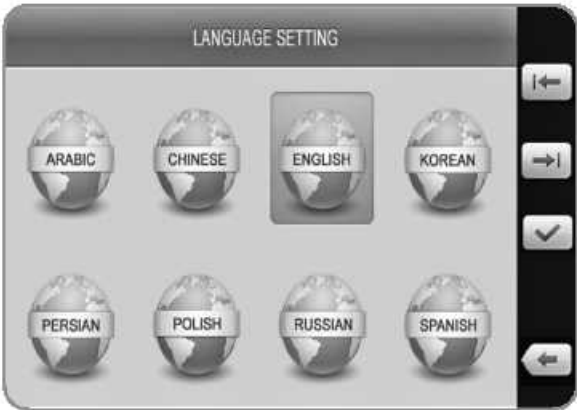 LANGUAGE SETTING
ARABIC CHINESE ENGLISH KOREAN
PERSIAN POLISH RUSSIAN SPANISH